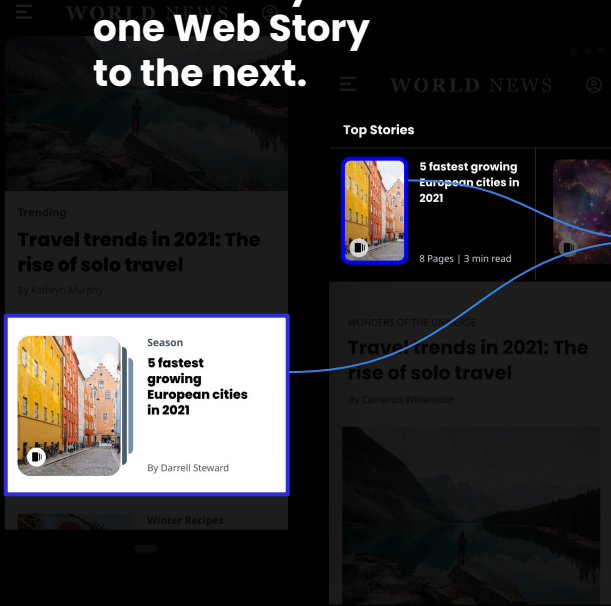 one Web Story
to the next.
WORLD NEWS
Trending
Travel trends in 2021: The
rise of solo travel
By Kathryn Murphy
Season
5 fastest
growing
European cities
in 2021
By Darrell Steward
Winter Recipes
WORLD NEWS
Top Stories
5 fastest growing
European cities in
2021
8 Pages | 3 min read
WONDERS OF THE UNIVERSE
Travel trends in 2021: The
rise of solo travel
By Cameron Williamson